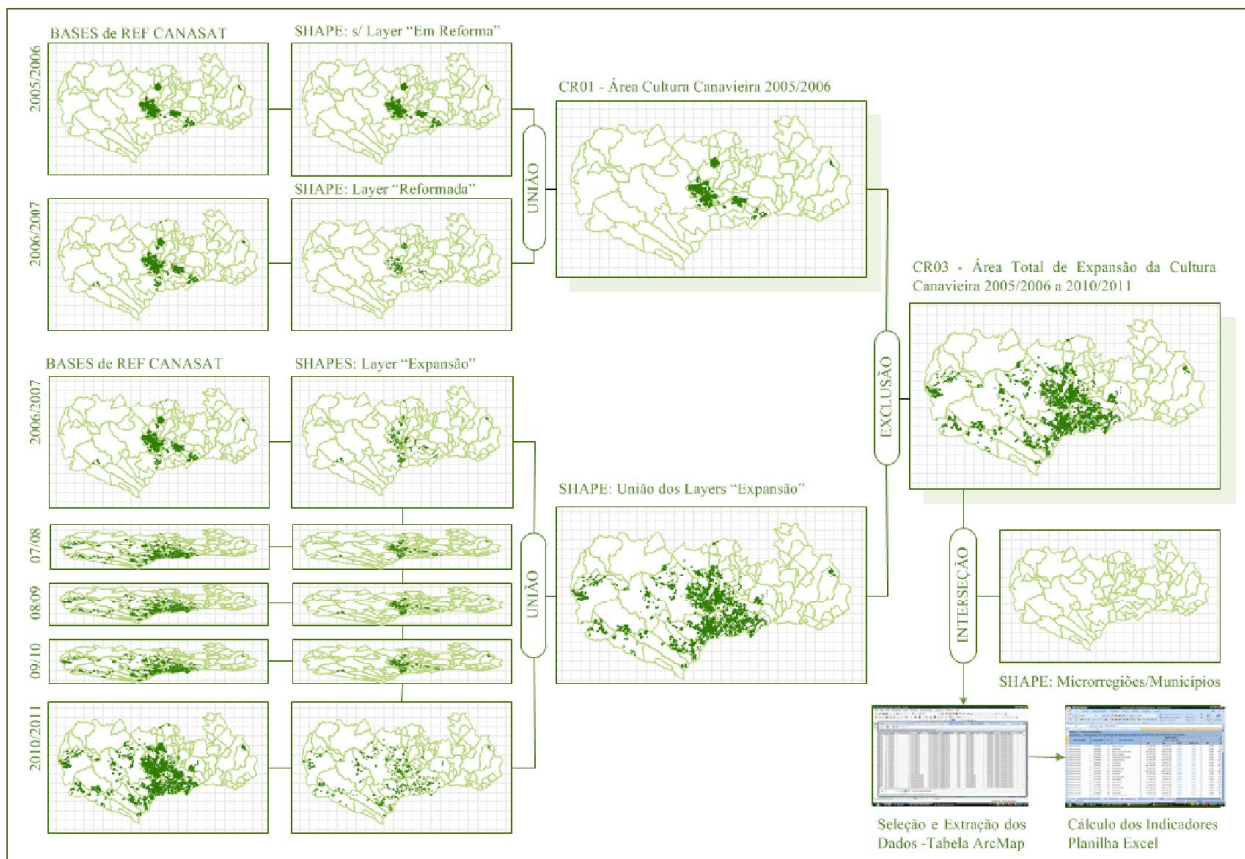 BASES de REF CANASAT
SHAPE: s/ Layer “Em Reforma”
2005/2006
CR01 - Área Cultura Canavieira 2005/2006
UNIÃO
SHAPE: Layer “Reformada”
2006/2007
CR03 - Área Total de Expansão da Cultura
Canavieira 2005/2006 a 2010/2011
EXCLUSÃO
BASES de REF CANASAT
SHAPES: Layer “Expansão”
2006/2007
SHAPE: União dos Layers “Expansão”
07/08
08/09
09/10
UNIÃO
INTERSEÇÃO
SHAPE: Microrregiões/Municípios
2010/2011
Seleção e Extração dos
Dados -Tabela ArcMap
Cálculo dos Indicadores
Planilha Excel